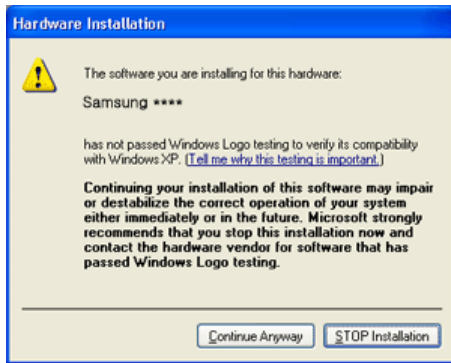 Hardware Installation
The software you are installing for this hardware:
Samsung ****
has not passed Windows Logo testing to verify its compatibility
with Windows XP. (Tell me why this testing is important.)
Continuing your installation of this software may impair
or destabilize the correct operation of your system
either immediately or in the future. Microsoft strongly
recommends that you stop this installation now and
contact the hardware vendor for software that has
passed Windows Logo testing.
Continue Anyway
STOP Installation